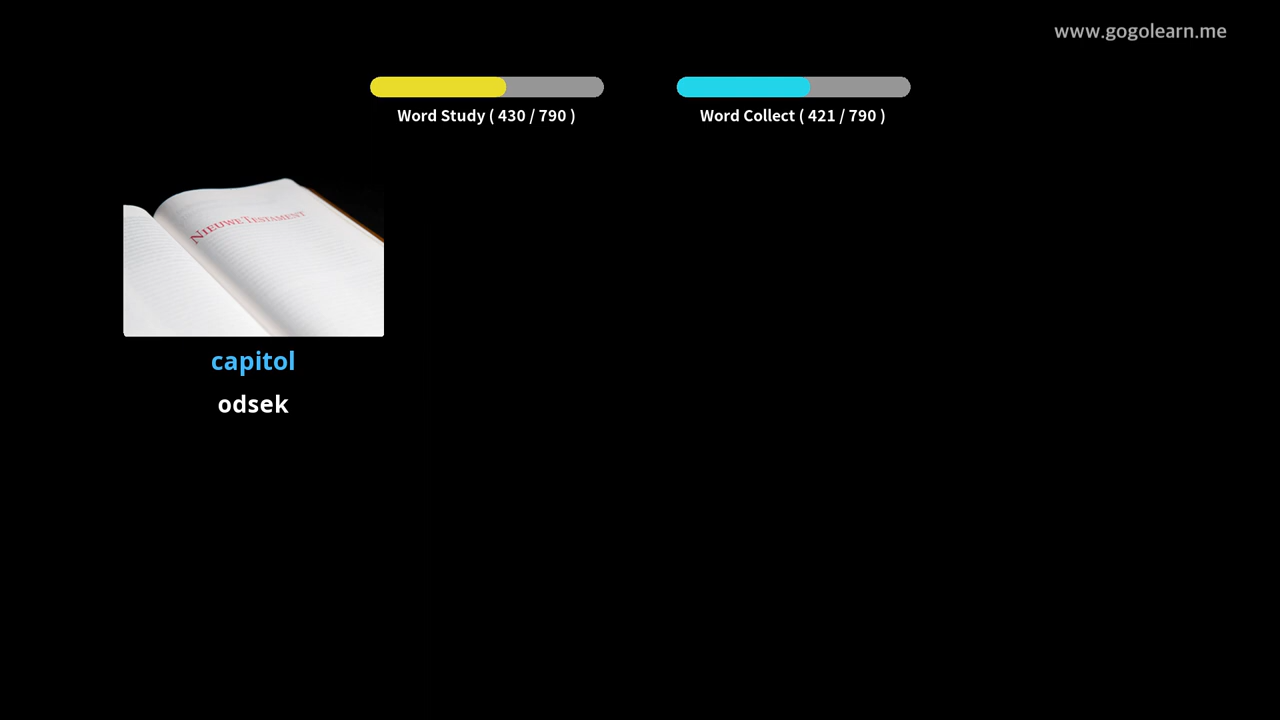 www.gogolearn.me
Word Study ( 430 / 790 )
Word Collect ( 421 / 790 )
NIEUWE TESTAMENT
capitol
odsek